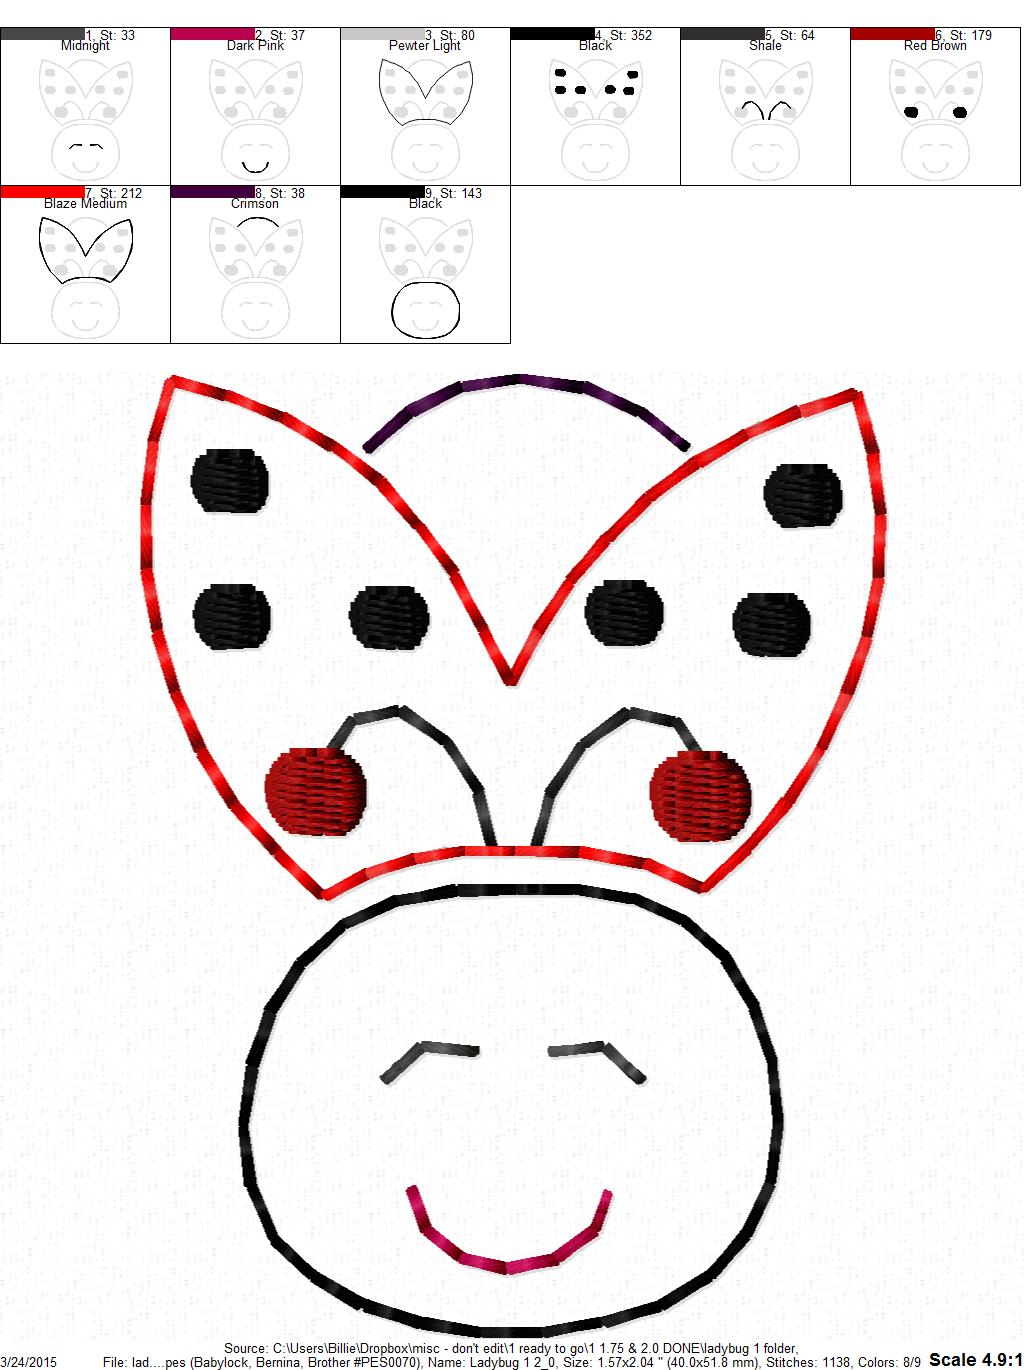 1, St: 33
Midnight
2, St: 37
Dark Pink
3, St: 80
Pewter Light
4, St: 352
Black
5, St: 64
Shale
6, St: 179
Red Brown
7, St: 212
Blaze Medium
8, St: 38
Crimson
9, St: 143
Black
Source: C:\Users\Billie\Dropbox\misc - don't edit\1 ready to go\1 1.75 & 2.0 DONE\ladybug 1 folder,
3/24/2015 File: lad....pes (Babylock, Bernina, Brother #PES0070), Name: Ladybug 1 2_0, Size: 1.57x2.04 " (40.0x51.8 mm), Stitches: 1138, Colors: 8/9 Scale 4.9:1